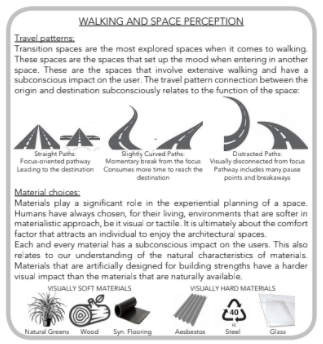 WALKING AND SPACE PERCEPTION
Travel patterns:
Transition spaces are the most explored spaces when it comes to walking.
These spaces are the spaces that set up the mood when entering in another
space. These are the spaces that involve extensive walking and have a
subconscious impact on the user. The travel pattern connection between the
origin and destination subconsciously relates to the function of the space:
Straight Paths:
Focus-oriented pathway
Leading to the destination
Slightly Curved Paths:
Momentary break from the focus
Consumes more time to reach the
destination
Distracted Paths:
Visually disconnected from focus
Pathway includes many pause
points and breakaways
Material choices:
Materials play a significant role in the experiential planning of a space.
Humans have always chosen, for their living, environments that are softer in
materialistic approach, be it visual or tactile. It is ultimately about the comfort
factor that attracts an individual to enjoy the architectural spaces.
Each and every material has a subconscious impact on the users. This also
relates to our understanding of the natural characteristics of materials.
Materials that are artificially designed for building strengths have a harder
visual impact than the materials that are naturally available.
VISUALLY SOFT MATERIALS
VISUALLY HARD MATERIALS
40
Natural Greens
Wood
Syn. Flooring
Aesbestos
Steel
Glass